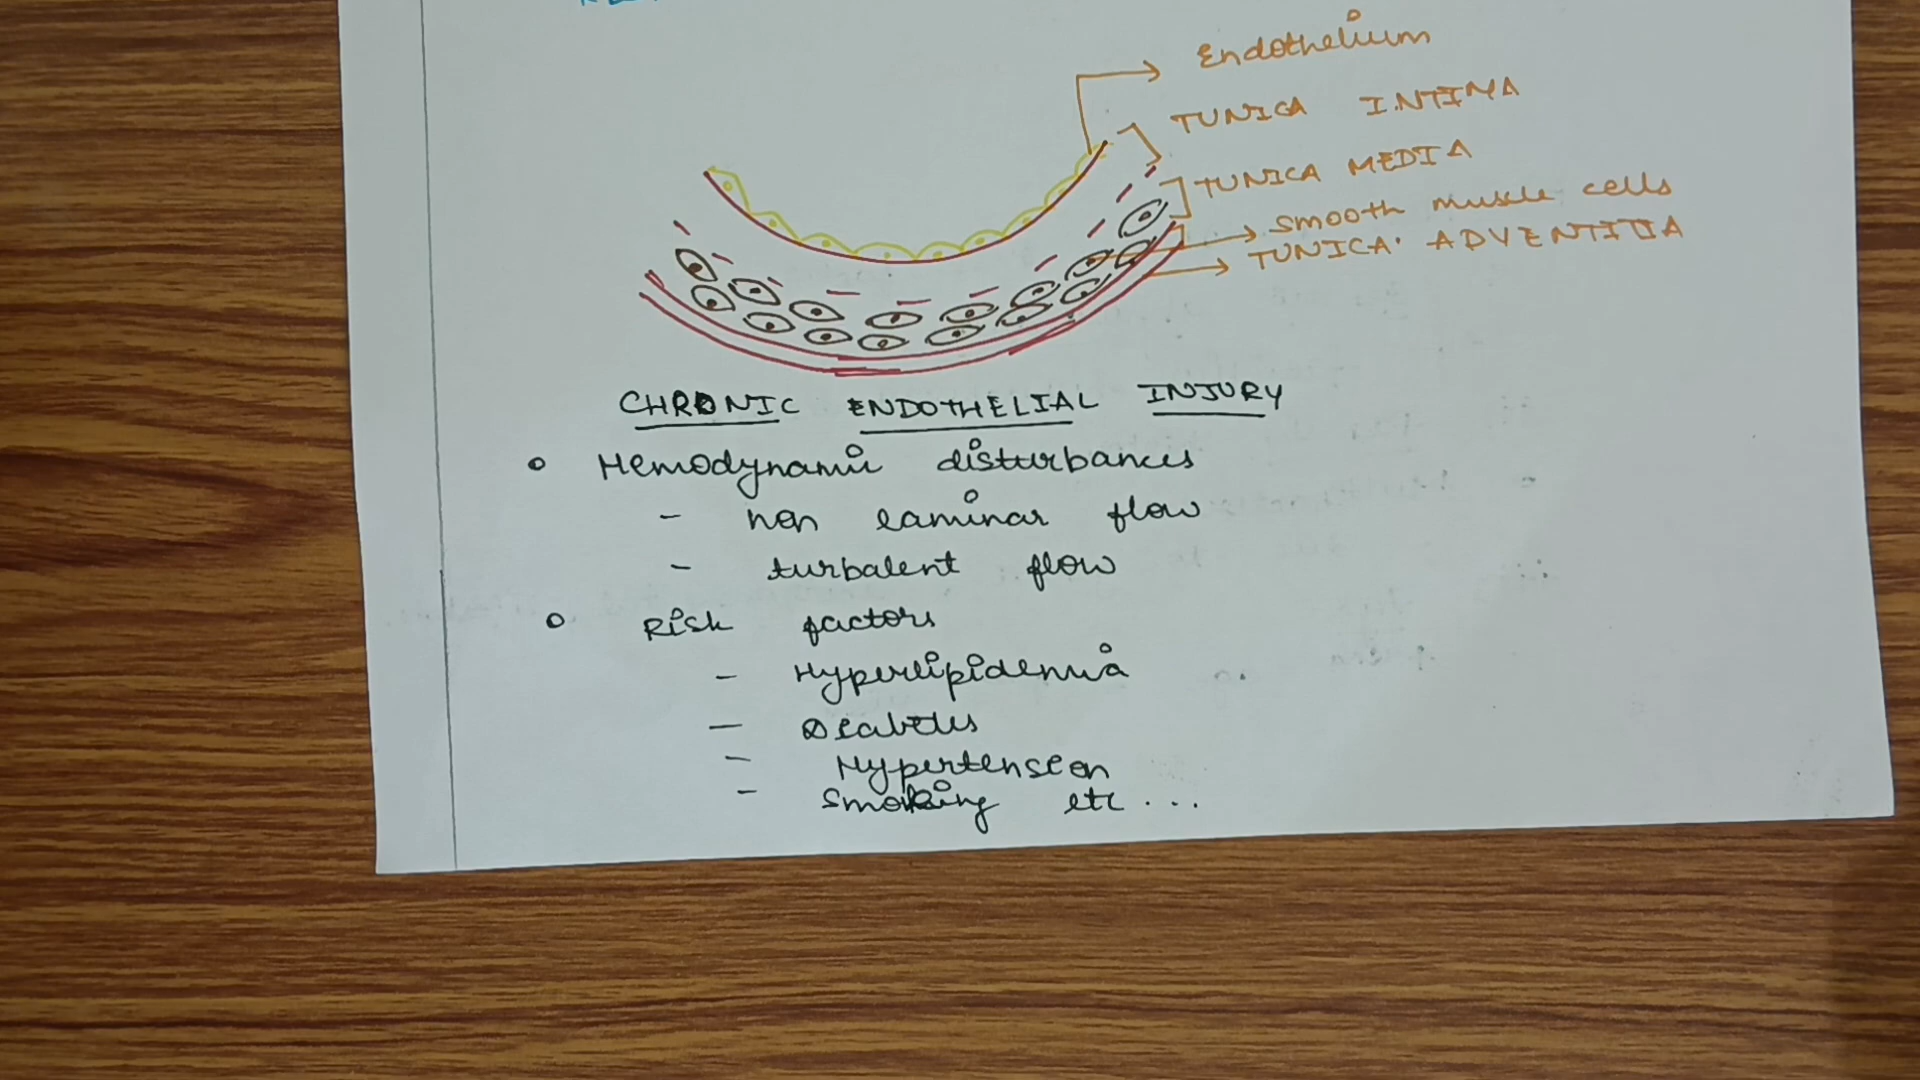 Endothelium
TUNICA INTIMA
TUNICA MEDIA
smooth muscle cells
TUNICA ADVENTITIA
CHRONIC ENDOTHELIAL INJURY
Hemodynamic disturbances
- non laminar flow
- turbalent flow
Risk factors
- Hyperlipidemia
- Diabetes
- Hypertension
- Smoking etc ...